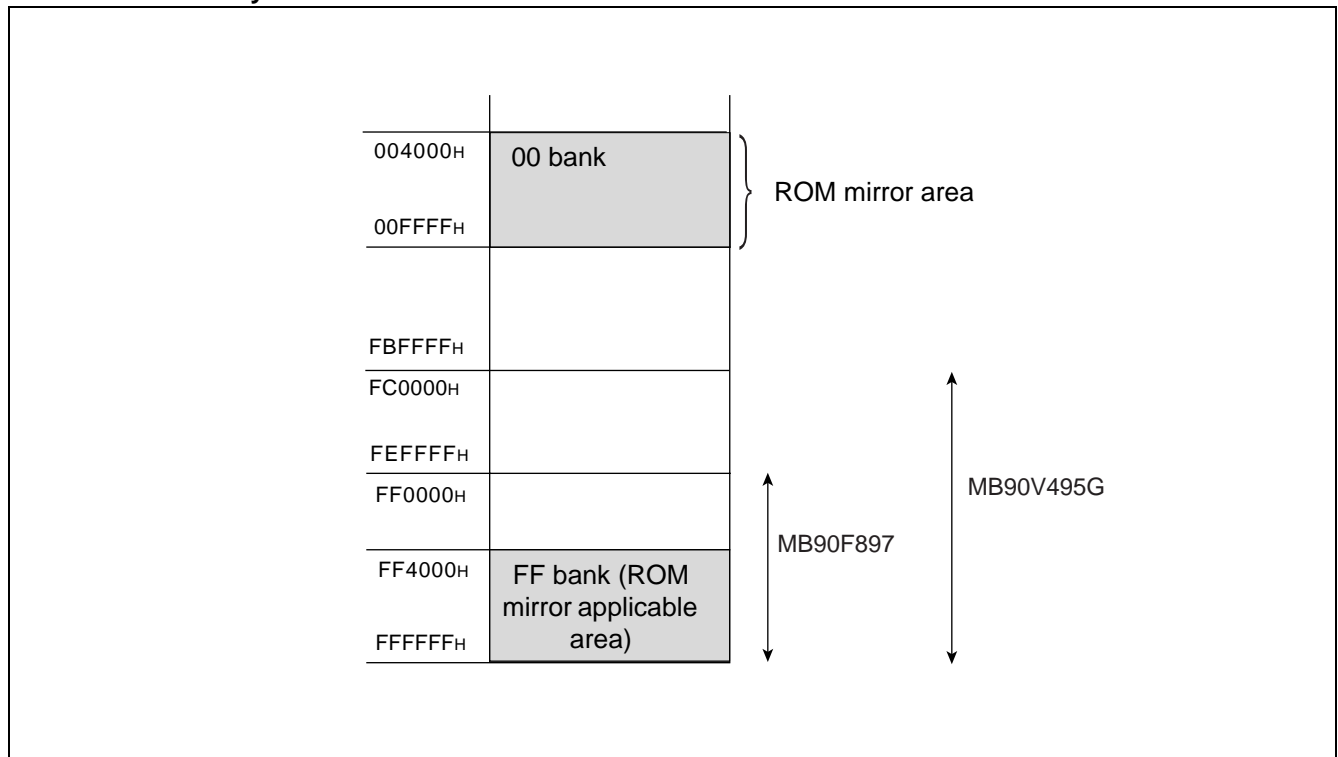 004000H
00 bank
ROM mirror area
00FFFFH
FBFFFFH
FC0000H
FEFFFFH
FF0000H
MB90V495G
MB90F897
FF4000H
FF bank (ROM
mirror applicable
area)
FFFFFFH